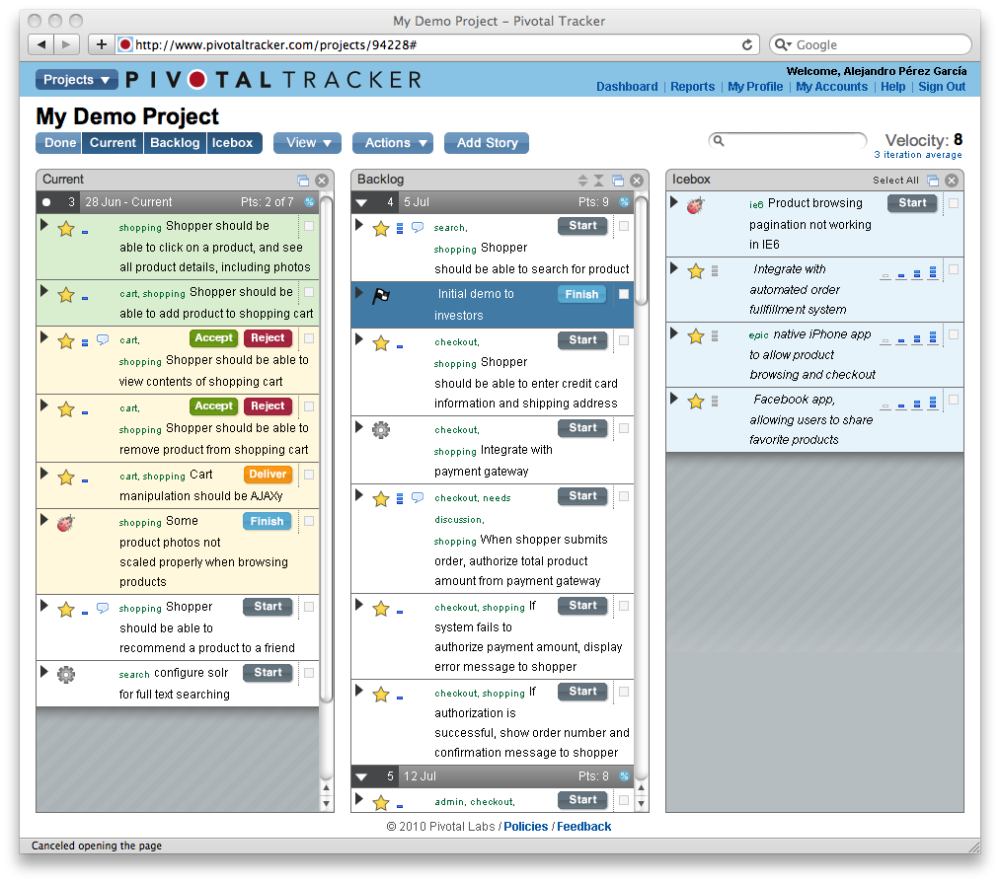 My Demo Project – Pivotal Tracker
http://www.pivotaltracker.com/projects/94228#
Google
Projects
PIVOTAL TRACKER
Welcome, Alejandro Pérez García
Dashboard | Reports | My Profile | My Accounts | Help | Sign Out
My Demo Project
Done Current Backlog Icebox View Actions Add Story
Velocity: 8
3 iteration average
Current
3 28 Jun - Current Pts: 2 of 7 %
shopping Shopper should be
able to click on a product, and see
all product details, including photos
cart, shopping Shopper should be
able to add product to shopping cart
cart, Accept Reject
shopping Shopper should be able to
view contents of shopping cart
cart, Accept Reject
shopping Shopper should be able to
remove product from shopping cart
cart, shopping Cart Deliver
manipulation should be AJAXy
shopping Some Finish
product photos not
scaled properly when browsing
products
shopping Shopper Start
should be able to
recommend a product to a friend
search configure solr Start
for full text searching
Backlog
4 5 Jul Pts: 9 %
search, Start
shopping Shopper
should be able to search for product
Initial demo to Finish
investors
checkout, Start
shopping Shopper
should be able to enter credit card
information and shipping address
checkout, Start
shopping Integrate with
payment gateway
checkout, needs Start
discussion,
shopping When shopper submits
order, authorize total product
amount from payment gateway
checkout, shopping If Start
system fails to
authorize payment amount, display
error message to shopper
checkout, shopping If Start
authorization is
successful, show order number and
confirmation message to shopper
5 12 Jul Pts: 8 %
admin, checkout, Start
Icebox Select All
ie6 Product browsing Start
pagination not working
in IE6
Integrate with
automated order
fullfillment system
epic native iPhone app
to allow product
browsing and checkout
Facebook app,
allowing users to share
favorite products
© 2010 Pivotal Labs / Policies / Feedback
Canceled opening the page